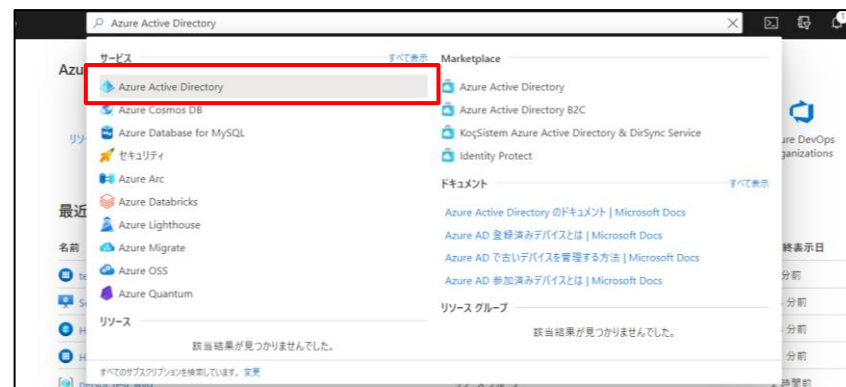 Azure Active Directory
サービス
すべて表示
Azure Active Directory
Azure Cosmos DB
Azure Database for MySQL
セキュリティ
Azure Arc
Azure Databricks
Azure Lighthouse
Azure Migrate
Azure OSS
Azure Quantum
リソース
該当結果が見つかりませんでした。
すべてのサブスクリプションを検索しています。 変更
Marketplace
Azure Active Directory
Azure Active Directory B2C
KoçSistem Azure Active Directory & DirSync Service
Identity Protect
ドキュメント
すべて表示
Azure Active Directory のドキュメント | Microsoft Docs
Azure AD 登録済みデバイスとは | Microsoft Docs
Azure AD で古いデバイスを管理する方法 | Microsoft Docs
Azure AD 参加済みデバイスとは | Microsoft Docs
リソース グループ
該当結果が見つかりませんでした。
Azu
リソ
最近
名前
te
H
H
ure DevOps
ganizations
終表示日
分前
分前
分前
分前
時間前
1